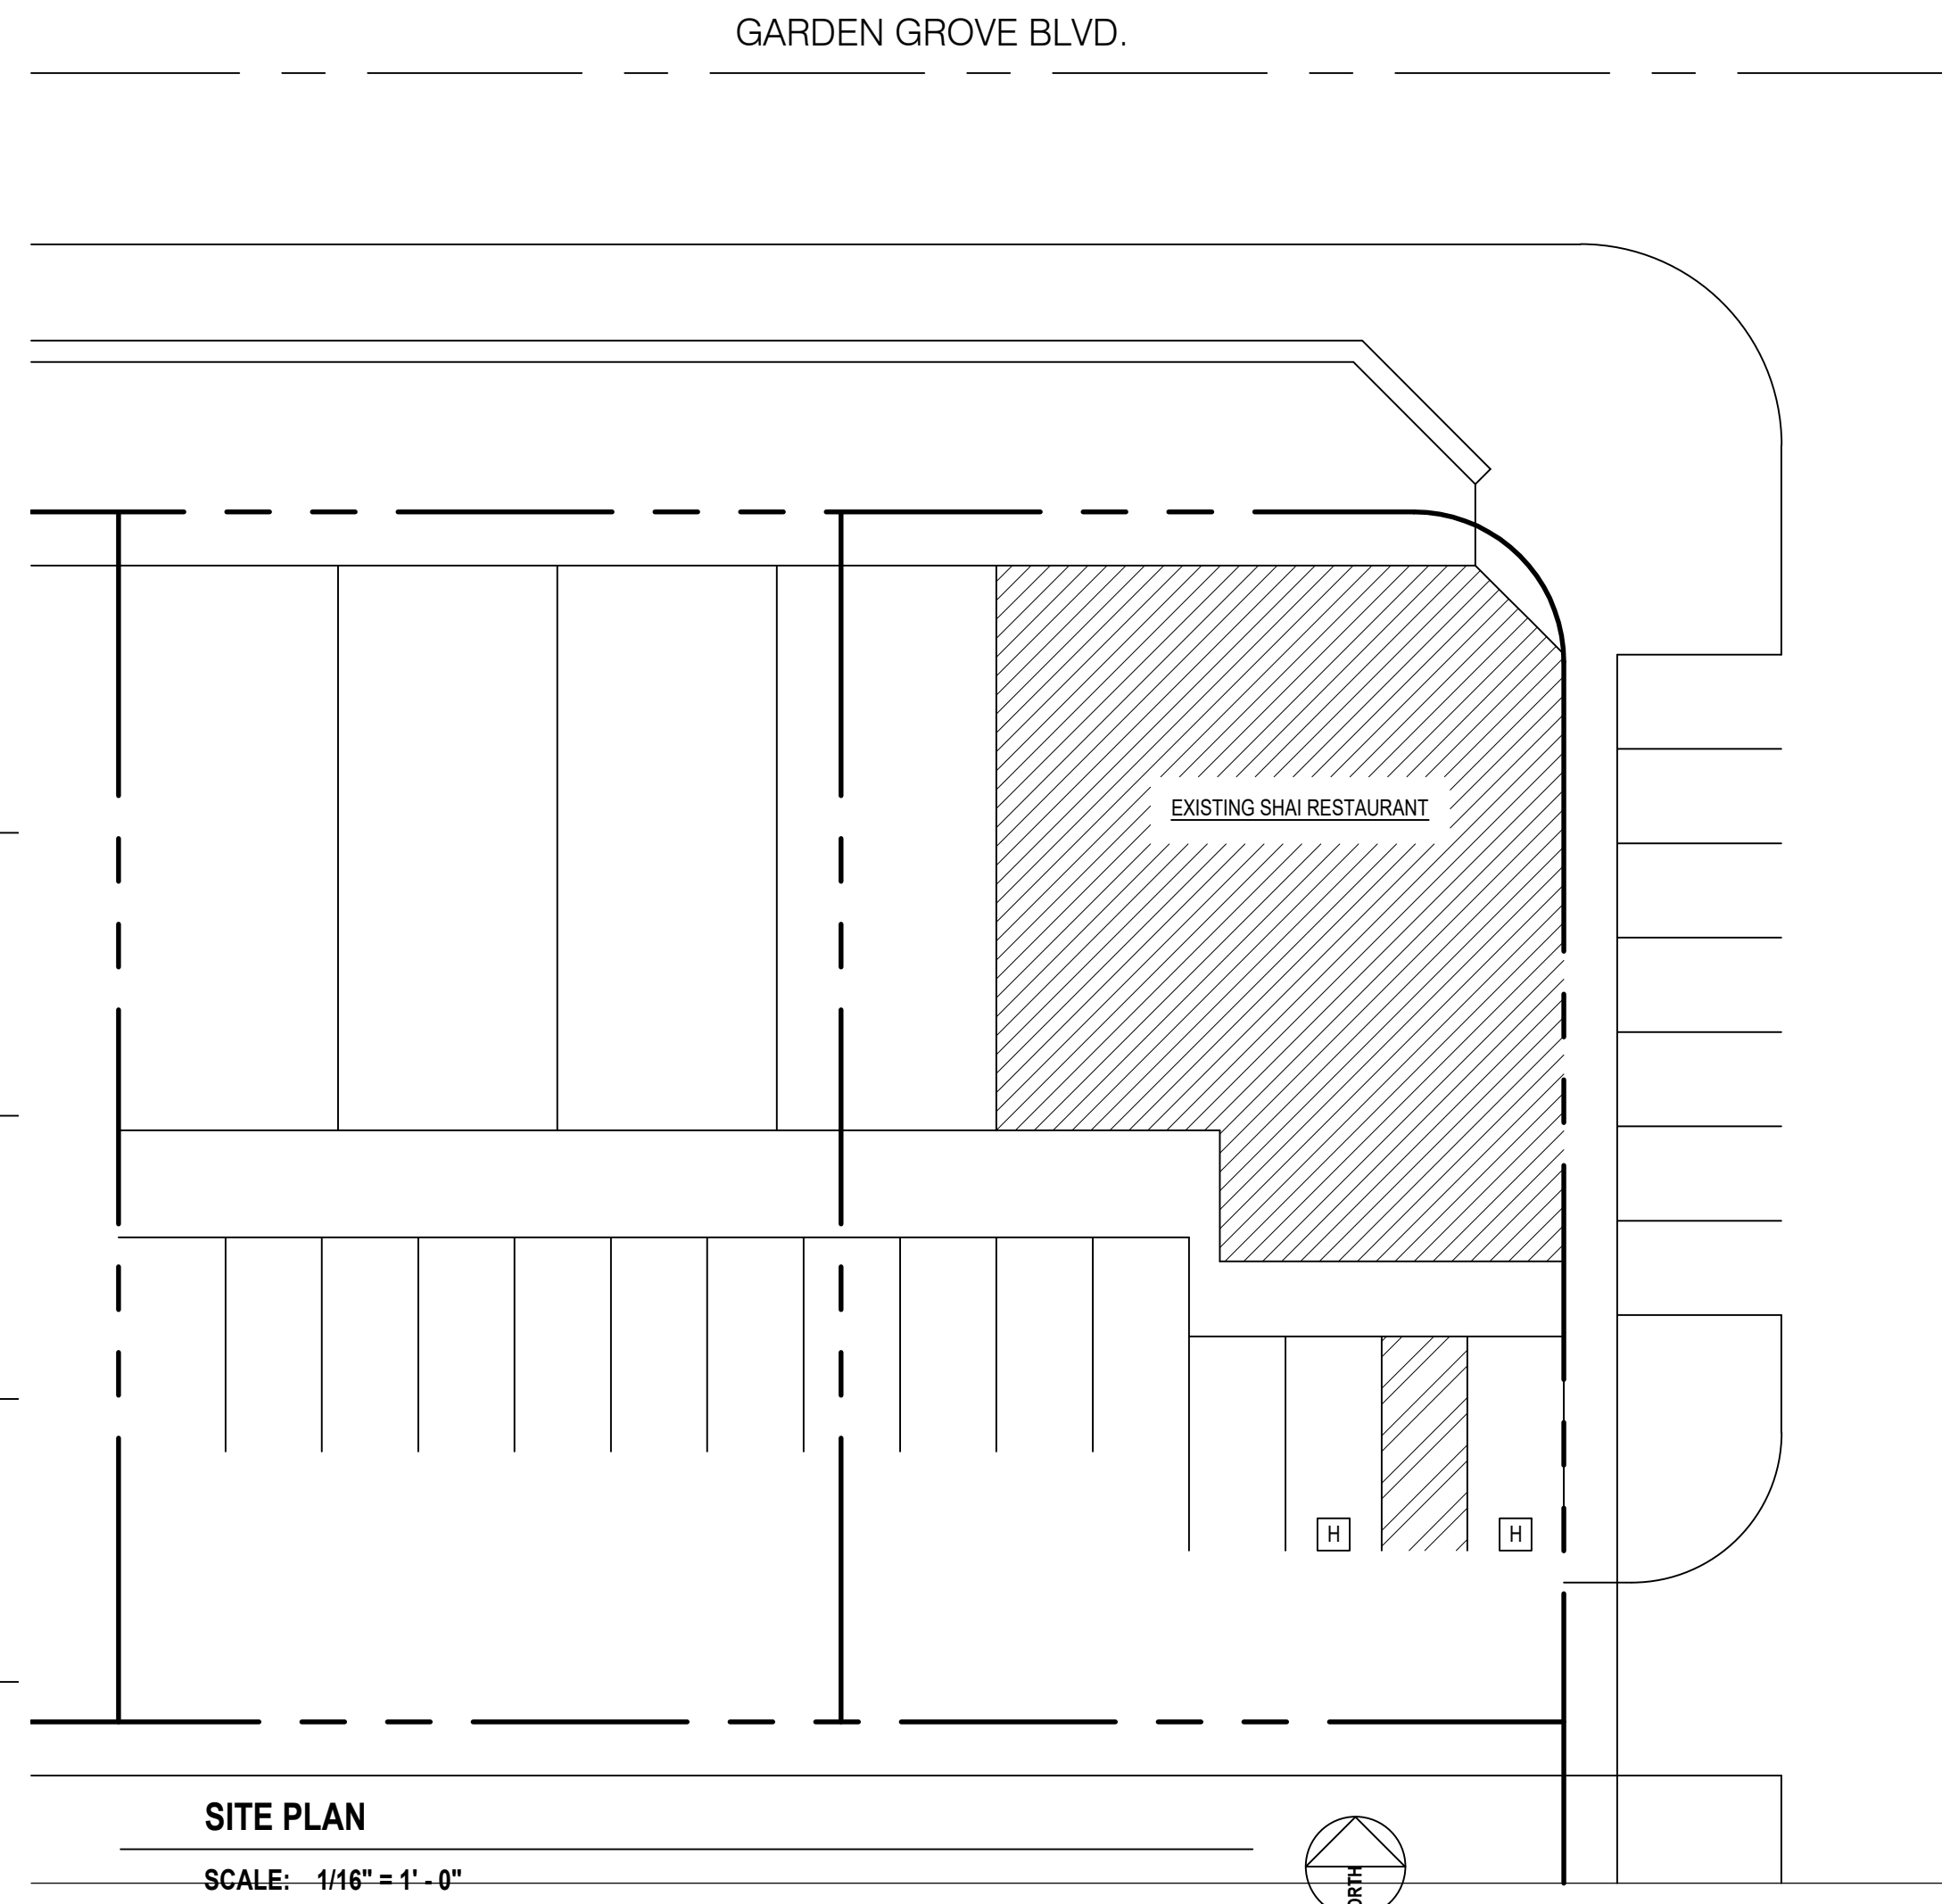 GARDEN GROVE BLVD.
EXISTING SHAI RESTAURANT
H H
SITE PLAN
SCALE: 1/16" = 1' - 0"